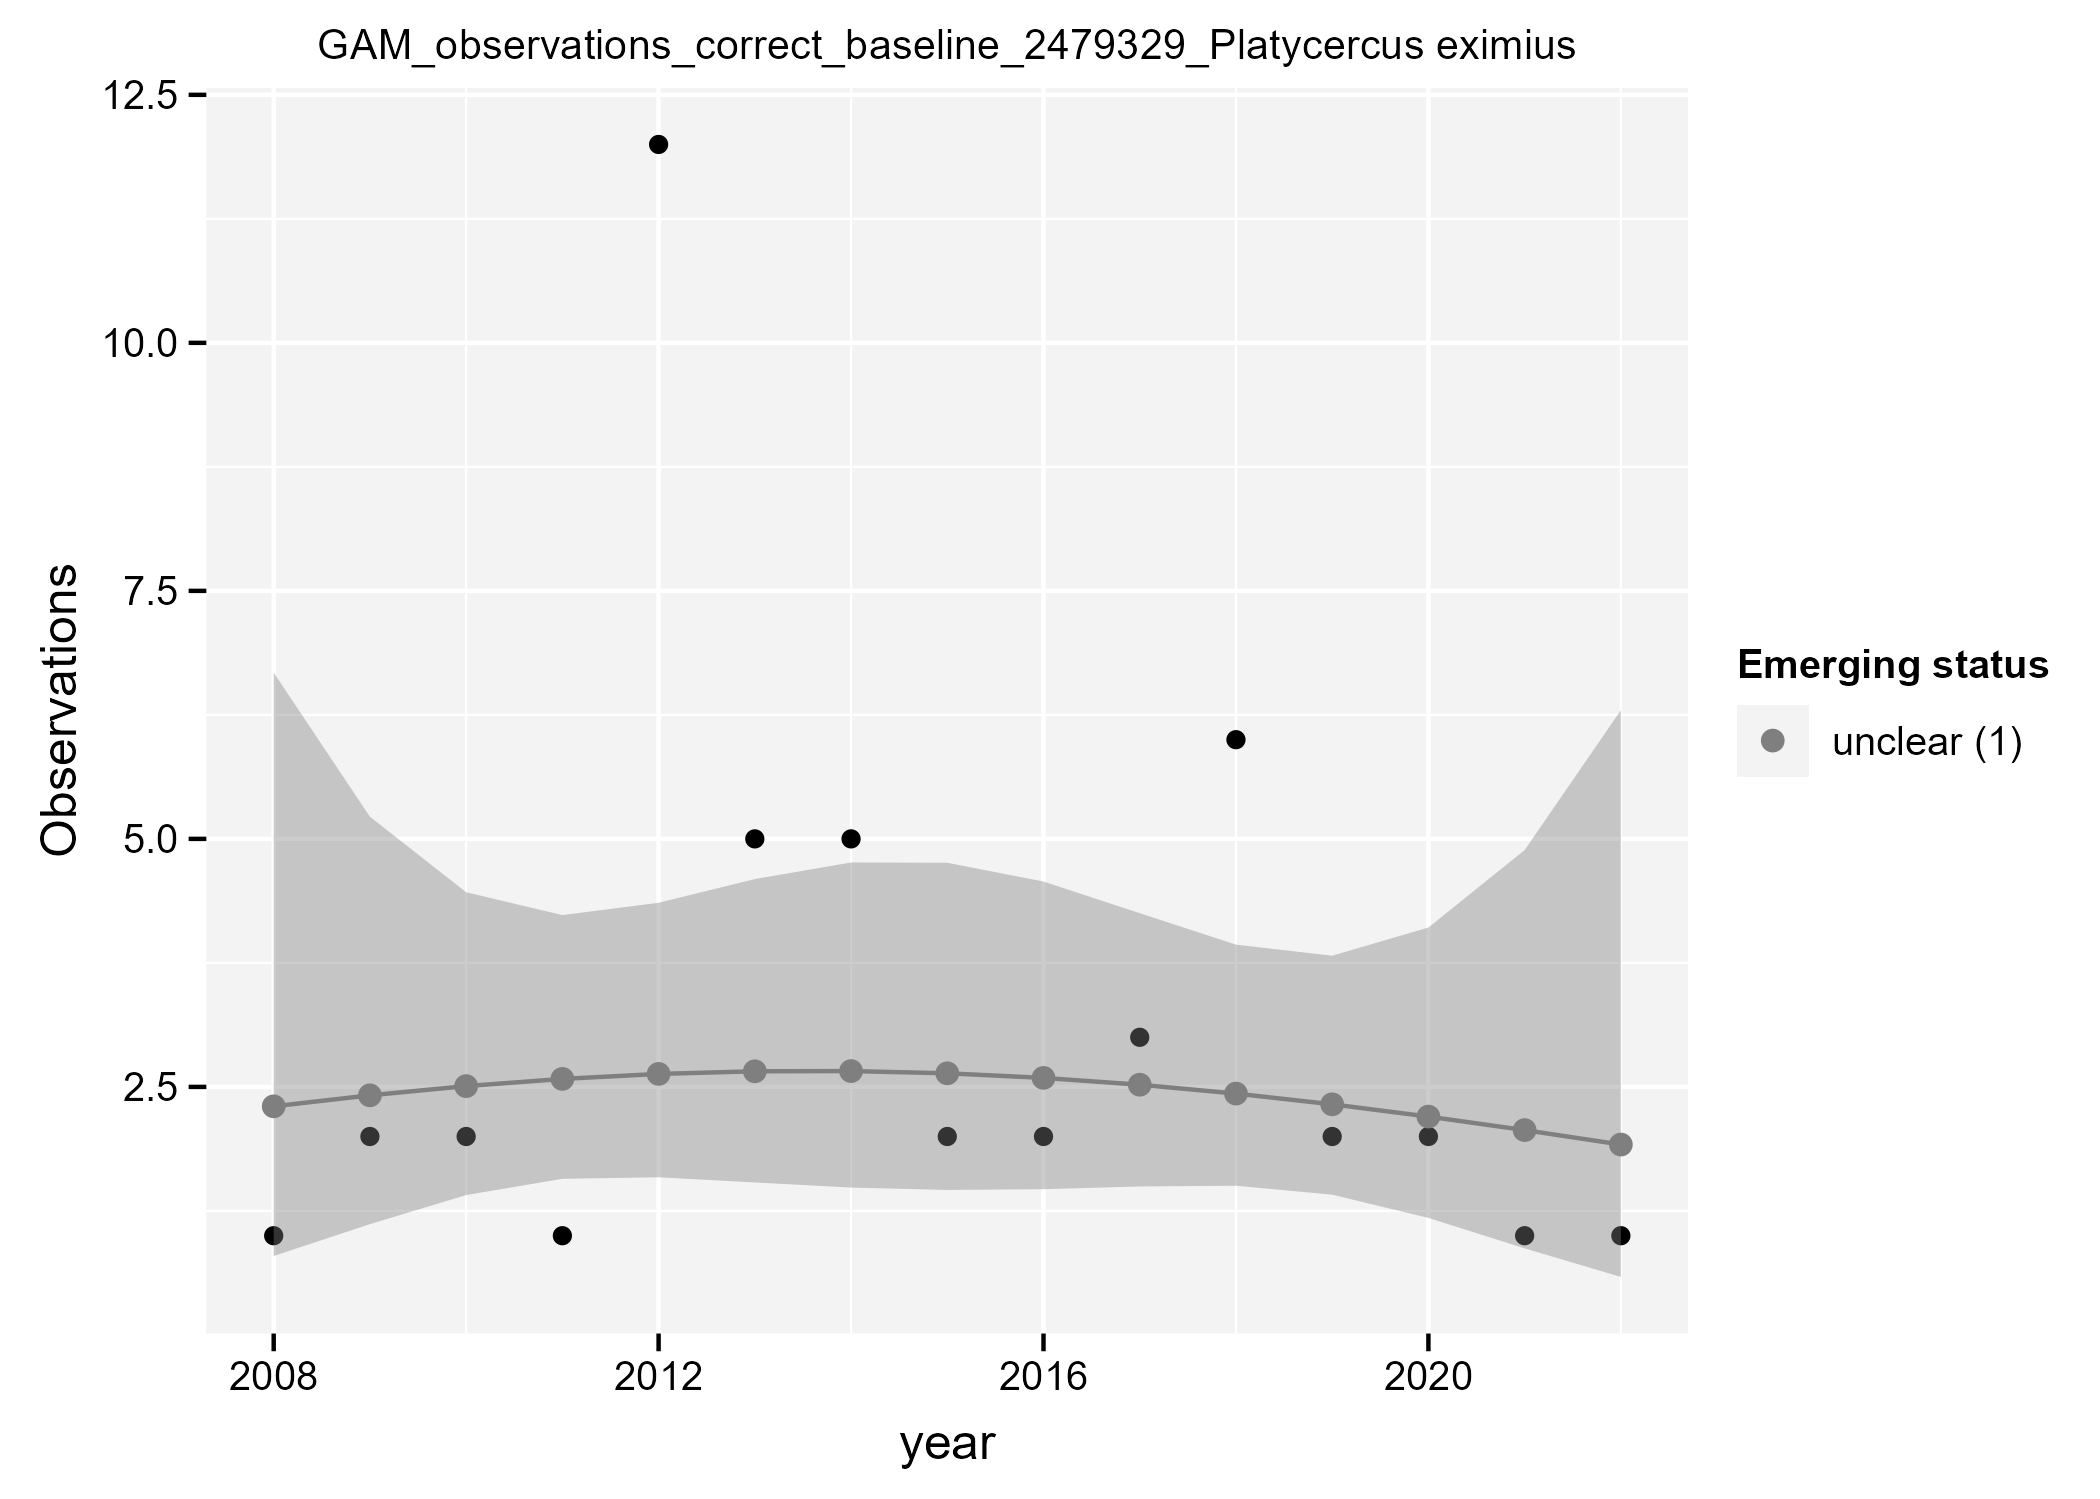 GAM_observations_correct_baseline_2479329_Platycercus eximius
12.5
10.0
7.5
5.0
2.5
Observations
2008
2012
2016
2020
year
Emerging status
unclear (1)